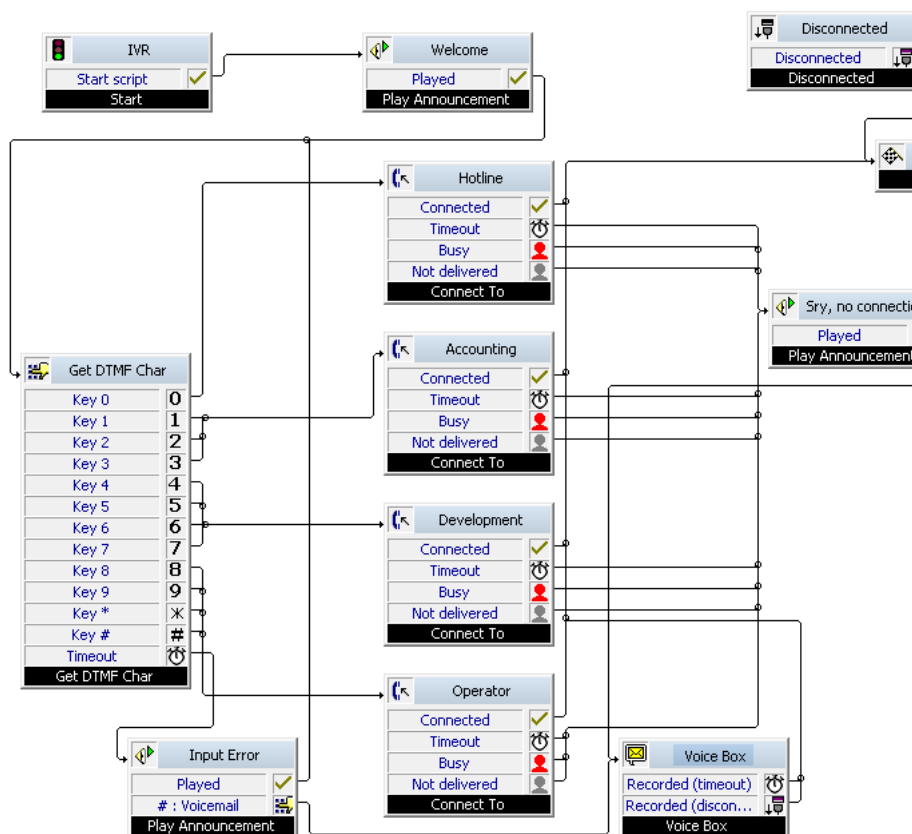 IVR
Start script
Start
Welcome
Played
Play Announcement
Disconnected
Disconnected
Disconnected
Hotline
Connected
Timeout
Busy
Not delivered
Connect To
Sry, no connecti
Played
Play Announcement
Accounting
Connected
Timeout
Busy
Not delivered
Connect To
Get DTMF Char
Key 0 0
Key 1 1
Key 2 2
Key 3 3
Key 4 4
Key 5 5
Key 6 6
Key 7 7
Key 8 8
Key 9 9
Key * *
Key # #
Timeout
Get DTMF Char
Development
Connected
Timeout
Busy
Not delivered
Connect To
Operator
Connected
Timeout
Busy
Not delivered
Connect To
Input Error
Played
# : Voicemail
Play Announcement
Voice Box
Recorded (timeout)
Recorded (discon...
Voice Box